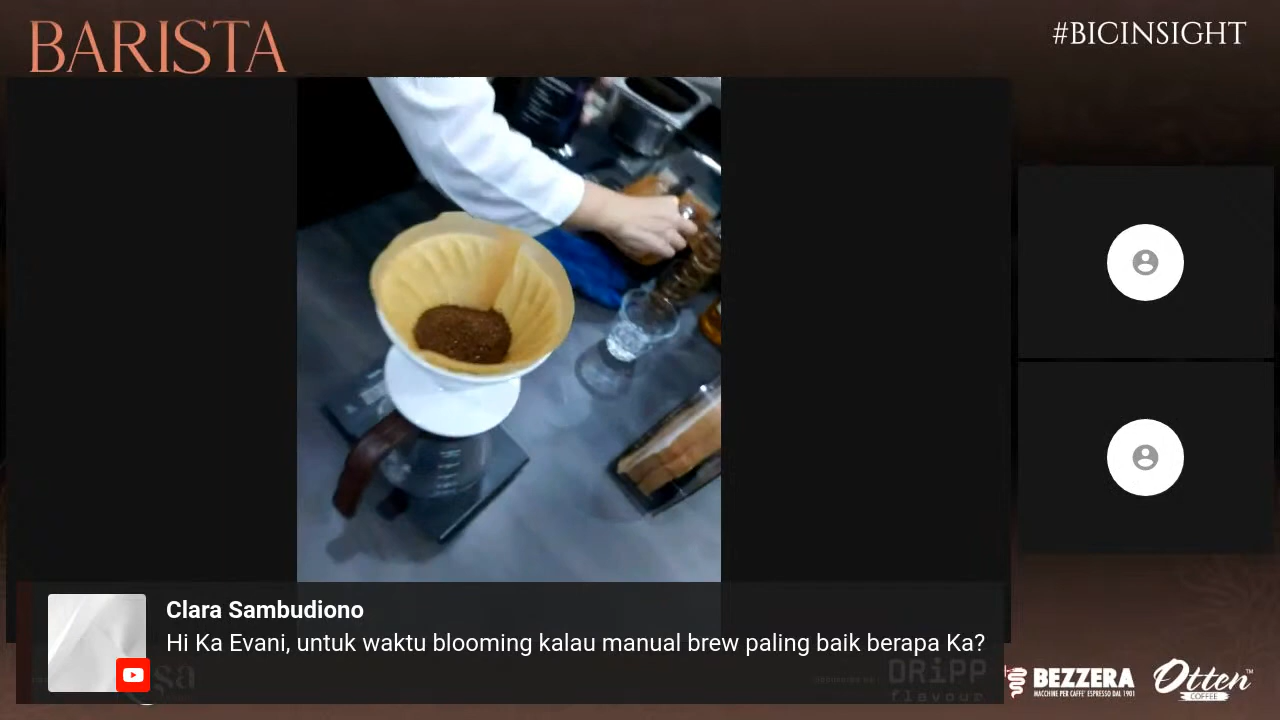 BARISTA
#BICINSIGHT
Clara Sambudiono
Hi Ka Evani, untuk waktu blooming kalau manual brew paling baik berapa Ka?
DRiPP
flavour
BEZZERA
MACCHINE PER CAFFE' ESPRESSO DAL 1901
Otten
COFFEE